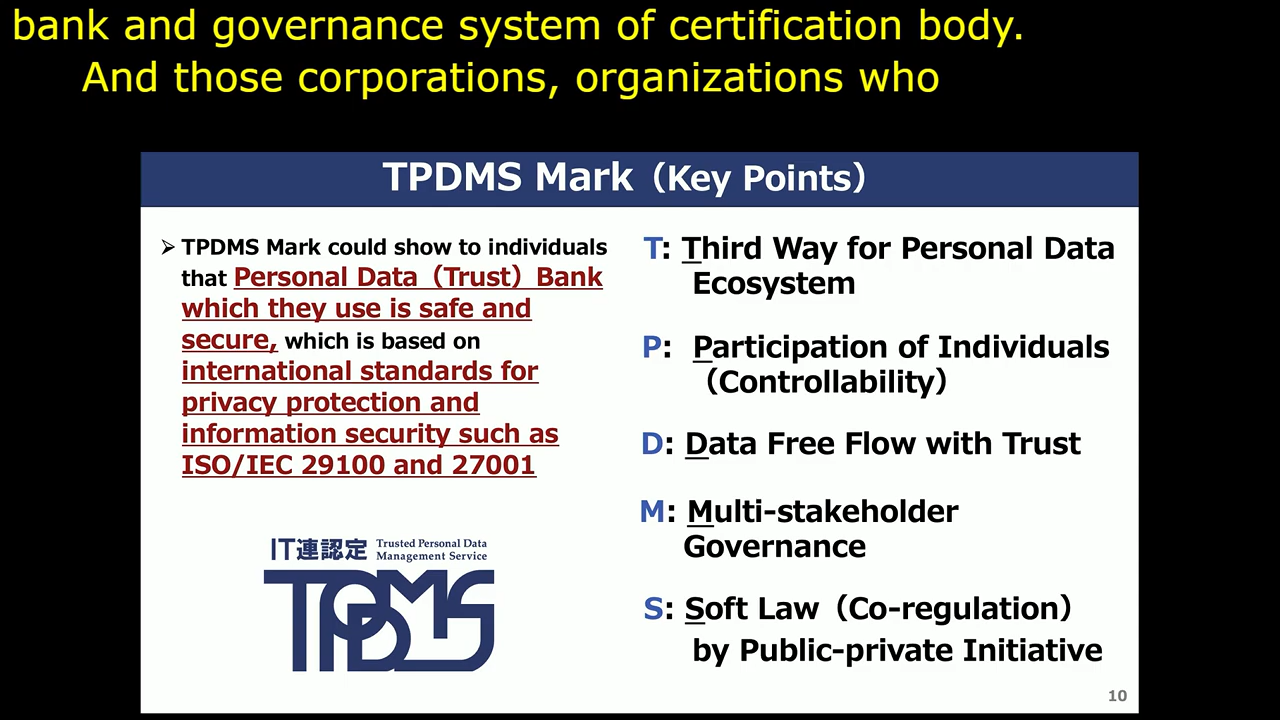 bank and governance system of certification body.
And those corporations, organizations who
TPDMS Mark（Key Points）
➢ TPDMS Mark could show to individuals
that Personal Data（Trust）Bank
which they use is safe and
secure, which is based on
international standards for
privacy protection and
information security such as
ISO/IEC 29100 and 27001
IT連認定 Trusted Personal Data
Management Service
TPDMS
T: Third Way for Personal Data
Ecosystem
P: Participation of Individuals
（Controllability）
D: Data Free Flow with Trust
M: Multi-stakeholder
Governance
S: Soft Law（Co-regulation）
by Public-private Initiative
10